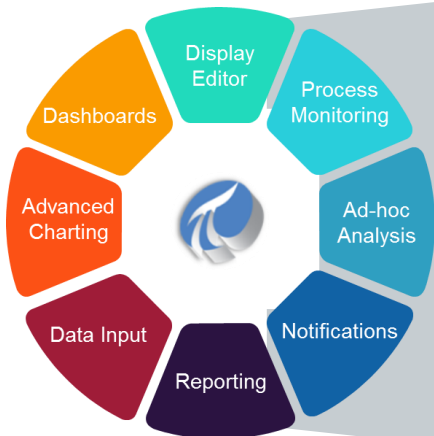 Display
Editor
Process
Monitoring
Ad-hoc
Analysis
Notifications
Reporting
Data Input
Advanced
Charting
Dashboards